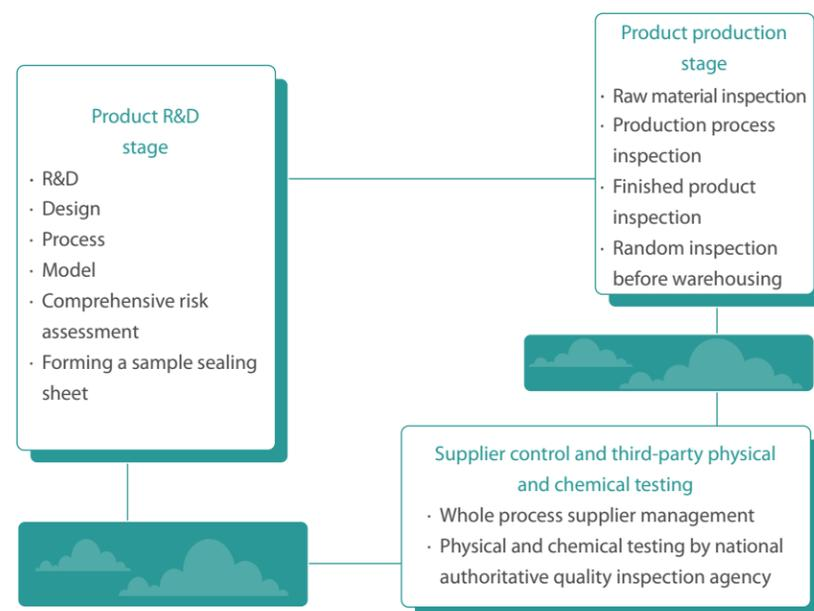 Product R&D
stage
· R&D
· Design
· Process
· Model
· Comprehensive risk
assessment
· Forming a sample sealing
sheet
Product production
stage
· Raw material inspection
· Production process
inspection
· Finished product
inspection
· Random inspection
before warehousing
Supplier control and third-party physical
and chemical testing
· Whole process supplier management
· Physical and chemical testing by national
authoritative quality inspection agency